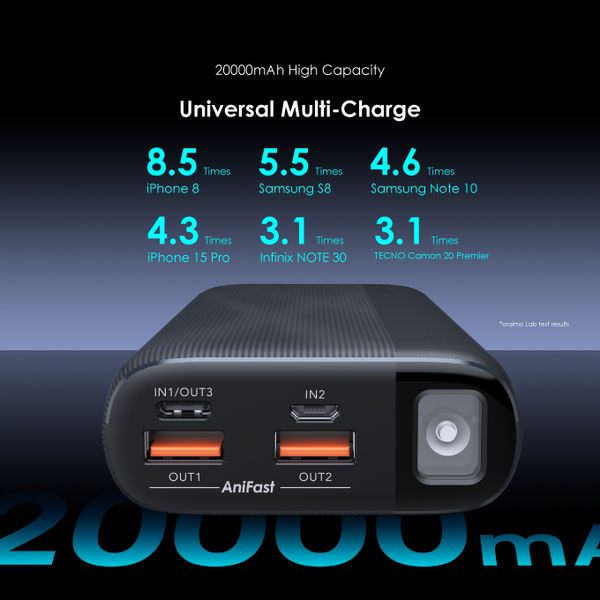 20000mAh High Capacity
Universal Multi-Charge
8.5 Times
iPhone 8
5.5 Times
Samsung S8
4.6 Times
Samsung Note 10
4.3 Times
iPhone 15 Pro
3.1 Times
Infinix NOTE 30
3.1 Times
TECNO Camon 20 Premier
*oraimo Lab test results
IN1/OUT3
IN2
OUT1
OUT2
AniFast
20000mA